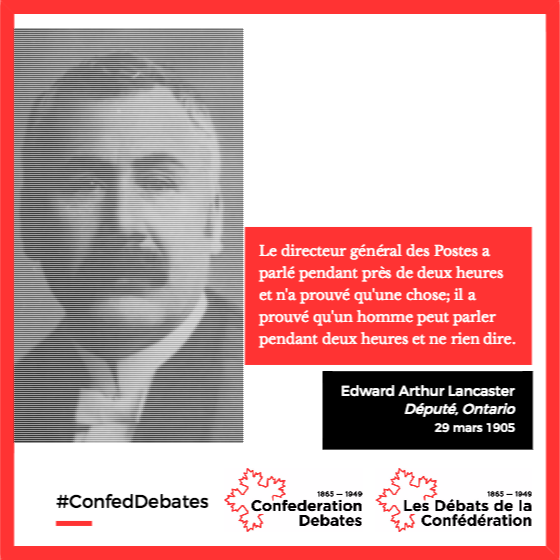 Le directeur général des Postes a
parlé pendant près de deux heures
et n'a prouvé qu'une chose; il a
prouvé qu'un homme peut parler
pendant deux heures et ne rien dire.
Edward Arthur Lancaster
Député, Ontario
29 mars 1905
#ConfedDebates
1865 — 1949
Confederation
Debates
1865 — 1949
Les Débats de la
Confédération